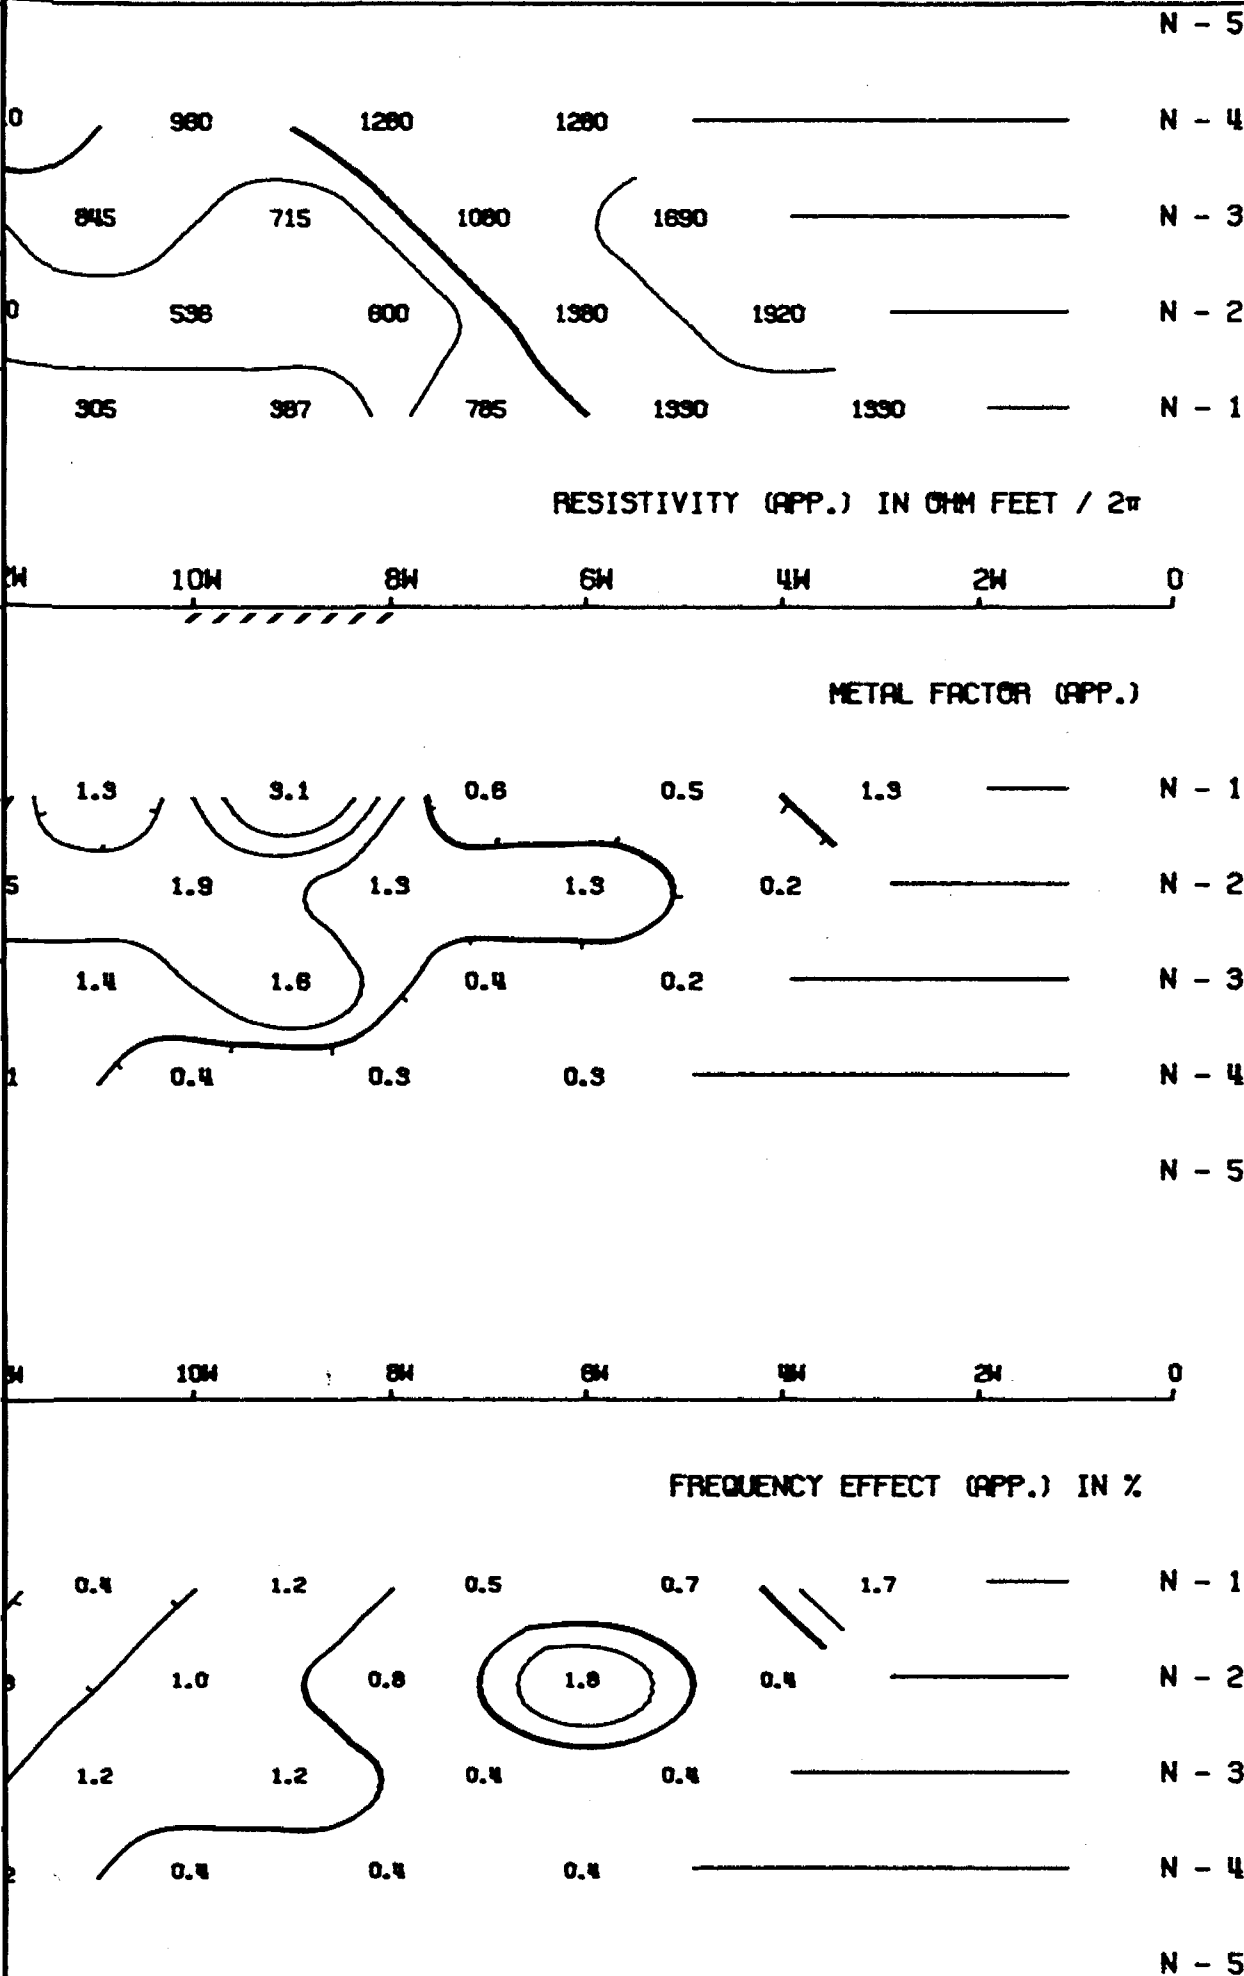 N - 5
980 1280 1280 N - 4
845 715 1080 1690 N - 3
536 600 1380 1920 N - 2
305 387 785 1330 1330 N - 1
RESISTIVITY (APP.) IN OHM FEET / 2π
10W 8W 6W 4W 2W 0
METAL FACTOR (APP.)
1.3 3.1 0.6 0.5 1.3 N - 1
1.9 1.3 1.3 0.2 N - 2
1.4 1.6 0.4 0.2 N - 3
0.4 0.3 0.3 N - 4
N - 5
10W 8W 6W 4W 2W 0
FREQUENCY EFFECT (APP.) IN %
0.4 1.2 0.5 0.7 1.7 N - 1
1.0 0.8 1.8 0.4 N - 2
1.2 1.2 0.4 0.4 N - 3
0.4 0.4 0.4 N - 4
N - 5